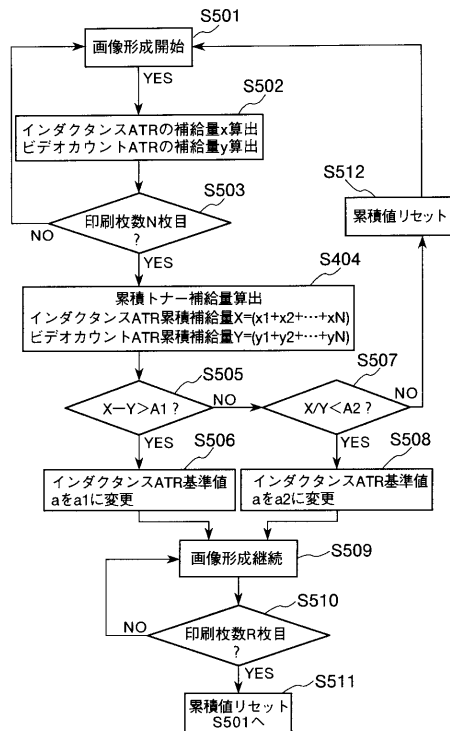 S501
画像形成開始
YES
S502
インダクタンスATRの補給量x算出
ビデオカウントATRの補給量y算出
S503
印刷枚数N枚目
?
NO
YES
S512
累積値リセット
S404
累積トナー補給量算出
インダクタンスATR累積補給量X=(x1+x2+…+xN)
ビデオカウントATR累積補給量Y=(y1+y2+…+yN)
S505
X－Y>A1?
NO
YES
S507
X/Y<A2?
NO
YES
S506
インダクタンスATR基準値
aをa1に変更
S508
インダクタンスATR基準値
aをa2に変更
S509
画像形成継続
S510
印刷枚数R枚目
?
NO
YES
S511
累積値リセット
S501へ